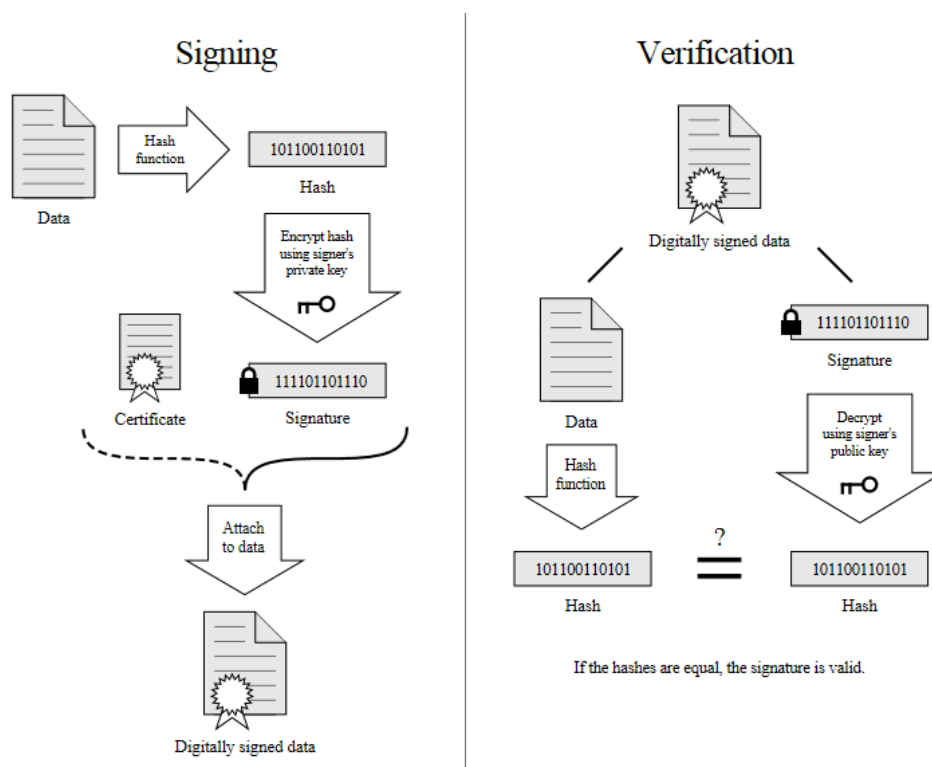 Signing
Hash
function
101100110101
Hash
Data
Encrypt hash
using signer's
private key
111101101110
Certificate
Signature
Attach
to data
Digitally signed data
Verification
Digitally signed data
111101101110
Signature
Data
Decrypt
using signer's
public key
Hash
function
?
101100110101
101100110101
Hash
Hash
If the hashes are equal, the signature is valid.